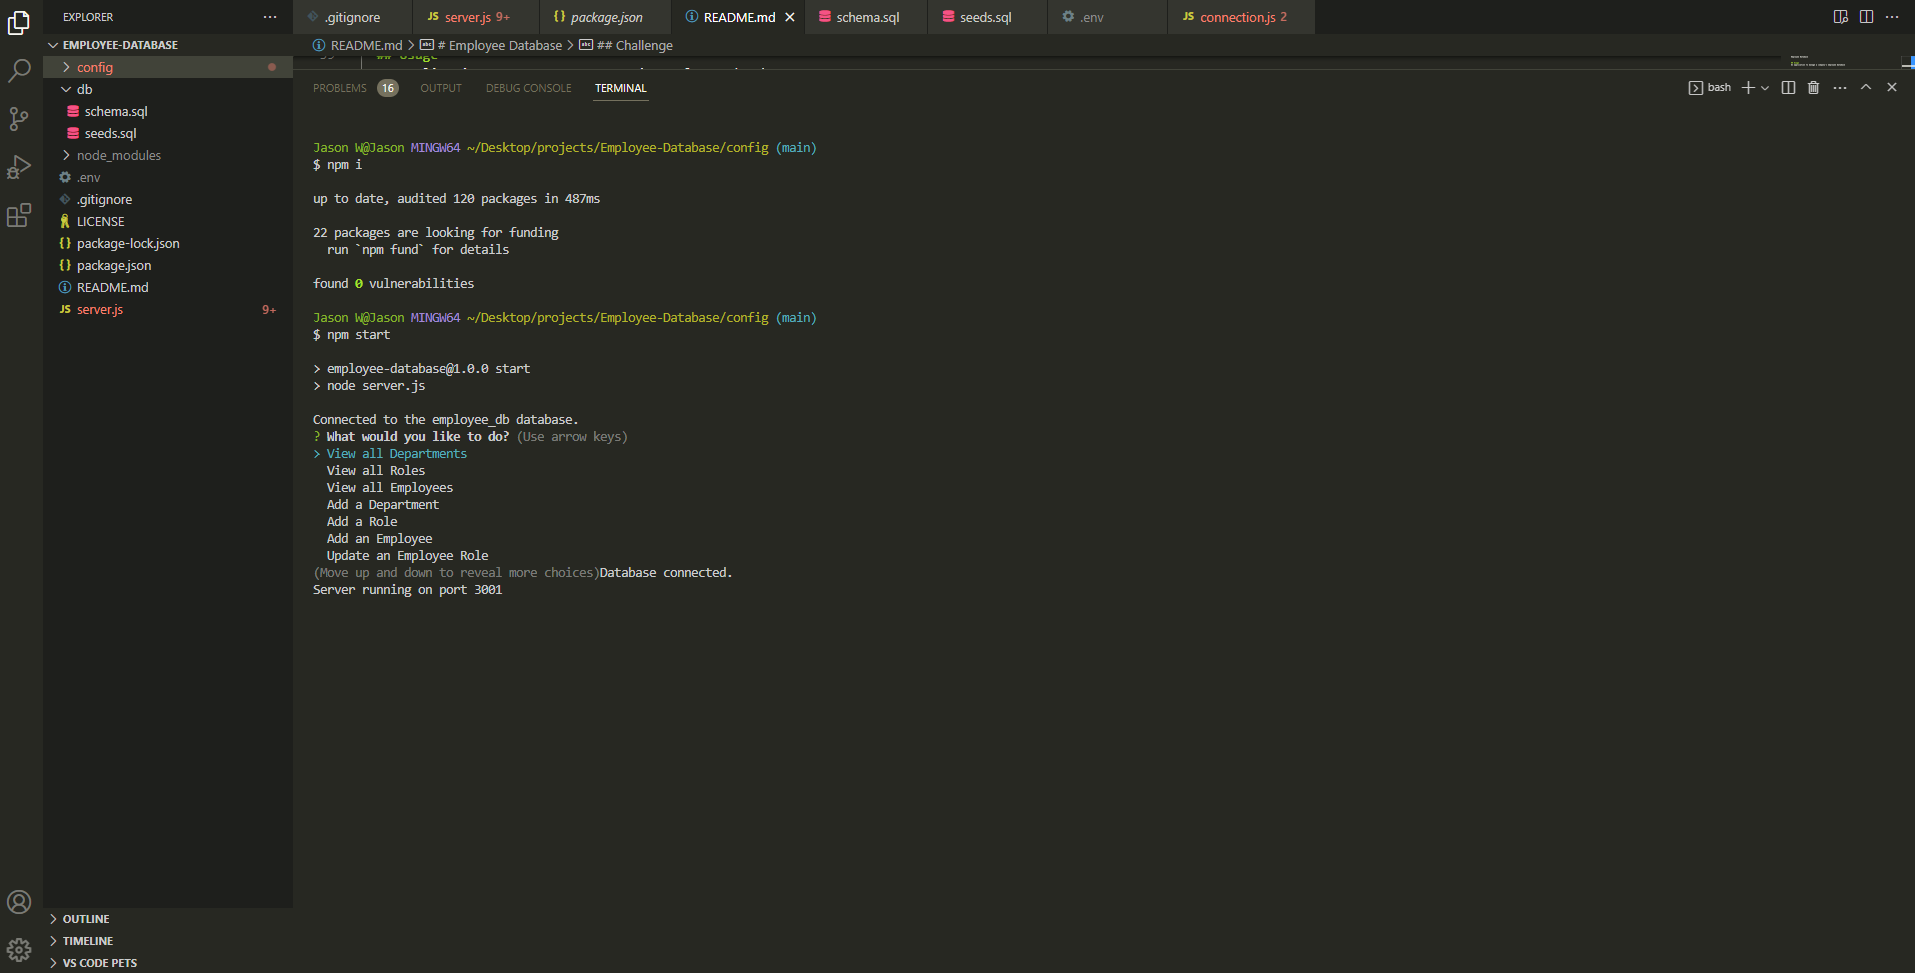 EXPLORER
EMPLOYEE-DATABASE
config
db
schema.sql
seeds.sql
node_modules
.env
.gitignore
LICENSE
package-lock.json
package.json
README.md
JS server.js 9+
OUTLINE
TIMELINE
VS CODE PETS
.gitignore
JS server.js 9+
package.json
README.md
schema.sql
seeds.sql
.env
JS connection.js 2
README.md > # Employee Database > ## Challenge
## Usage
PROBLEMS 16 OUTPUT DEBUG CONSOLE TERMINAL
bash
Jason W@Jason MINGW64 ~/Desktop/projects/Employee-Database/config (main)
$ npm i
up to date, audited 120 packages in 487ms
22 packages are looking for funding
run `npm fund` for details
found 0 vulnerabilities
Jason W@Jason MINGW64 ~/Desktop/projects/Employee-Database/config (main)
$ npm start
> employee-database@1.0.0 start
> node server.js
Connected to the employee_db database.
? What would you like to do? (Use arrow keys)
> View all Departments
View all Roles
View all Employees
Add a Department
Add a Role
Add an Employee
Update an Employee Role
(Move up and down to reveal more choices)Database connected.
Server running on port 3001